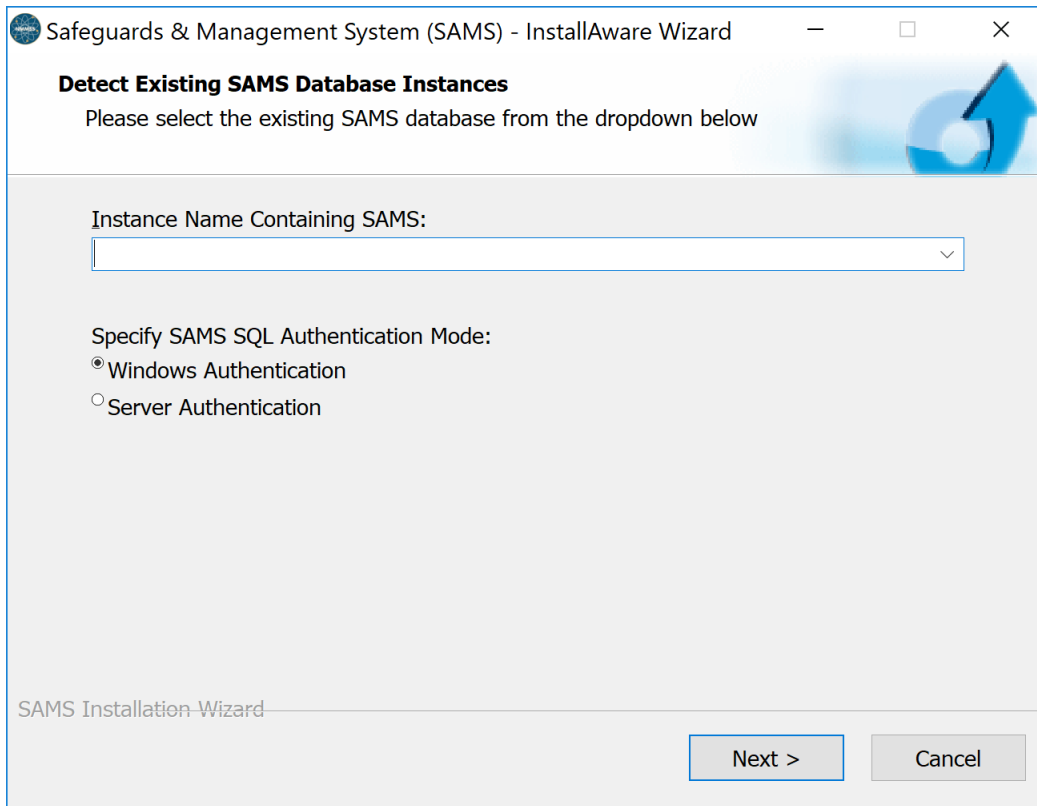 Safeguards & Management System (SAMS) - InstallAware Wizard
Detect Existing SAMS Database Instances
Please select the existing SAMS database from the dropdown below
Instance Name Containing SAMS:
Specify SAMS SQL Authentication Mode:
Windows Authentication
Server Authentication
SAMS Installation Wizard
Next >
Cancel